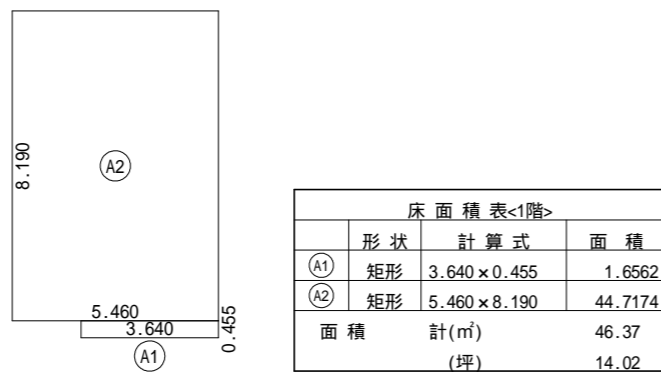 8.190
A2
5.460
3.640
0.455
A1
床面積表<1階>
形状 計算式 面積
A1 矩形 3.640×0.455 1.6562
A2 矩形 5.460×8.190 44.7174
面積 計(㎡) 46.37
(坪) 14.02